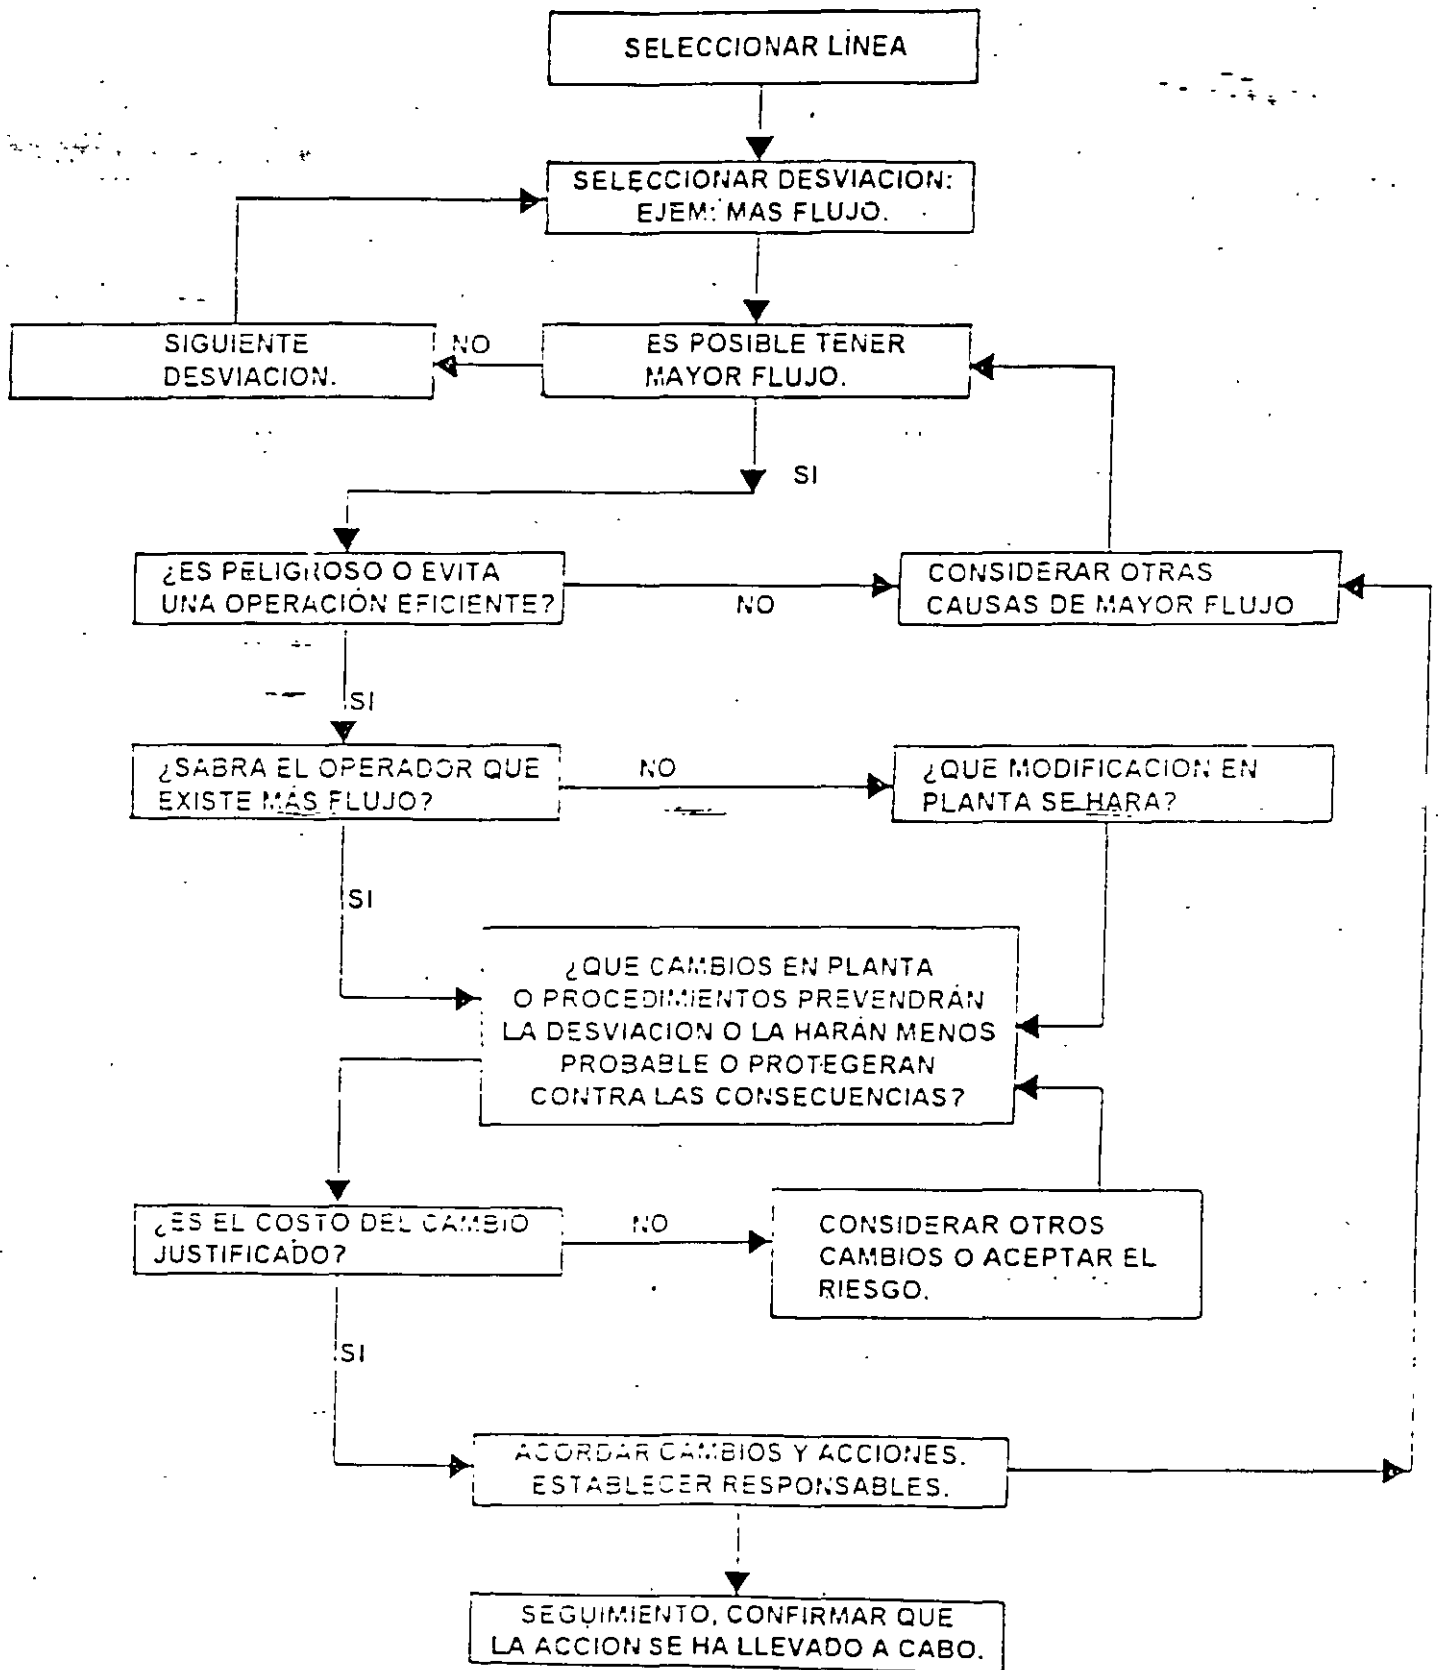 SELECCIONAR LÍNEA
SELECCIONAR DESVIACION:
EJEM: MAS FLUJO.
SIGUIENTE
DESVIACION.
NO
ES POSIBLE TENER
MAYOR FLUJO.
SI
¿ES PELIGROSO O EVITA
UNA OPERACIÓN EFICIENTE?
NO
CONSIDERAR OTRAS
CAUSAS DE MAYOR FLUJO
SI
¿SABRA EL OPERADOR QUE
EXISTE MÁS FLUJO?
NO
¿QUE MODIFICACION EN
PLANTA SE HARA?
SI
¿QUE CAMBIOS EN PLANTA
O PROCEDIMIENTOS PREVENDRÁN
LA DESVIACION O LA HARÁN MENOS
PROBABLE O PROTEGERAN
CONTRA LAS CONSECUENCIAS?
¿ES EL COSTO DEL CAMBIO
JUSTIFICADO?
NO
CONSIDERAR OTROS
CAMBIOS O ACEPTAR EL
RIESGO.
SI
ACORDAR CAMBIOS Y ACCIONES.
ESTABLECER RESPONSABLES.
SEGUIMIENTO, CONFIRMAR QUE
LA ACCION SE HA LLEVADO A CABO.